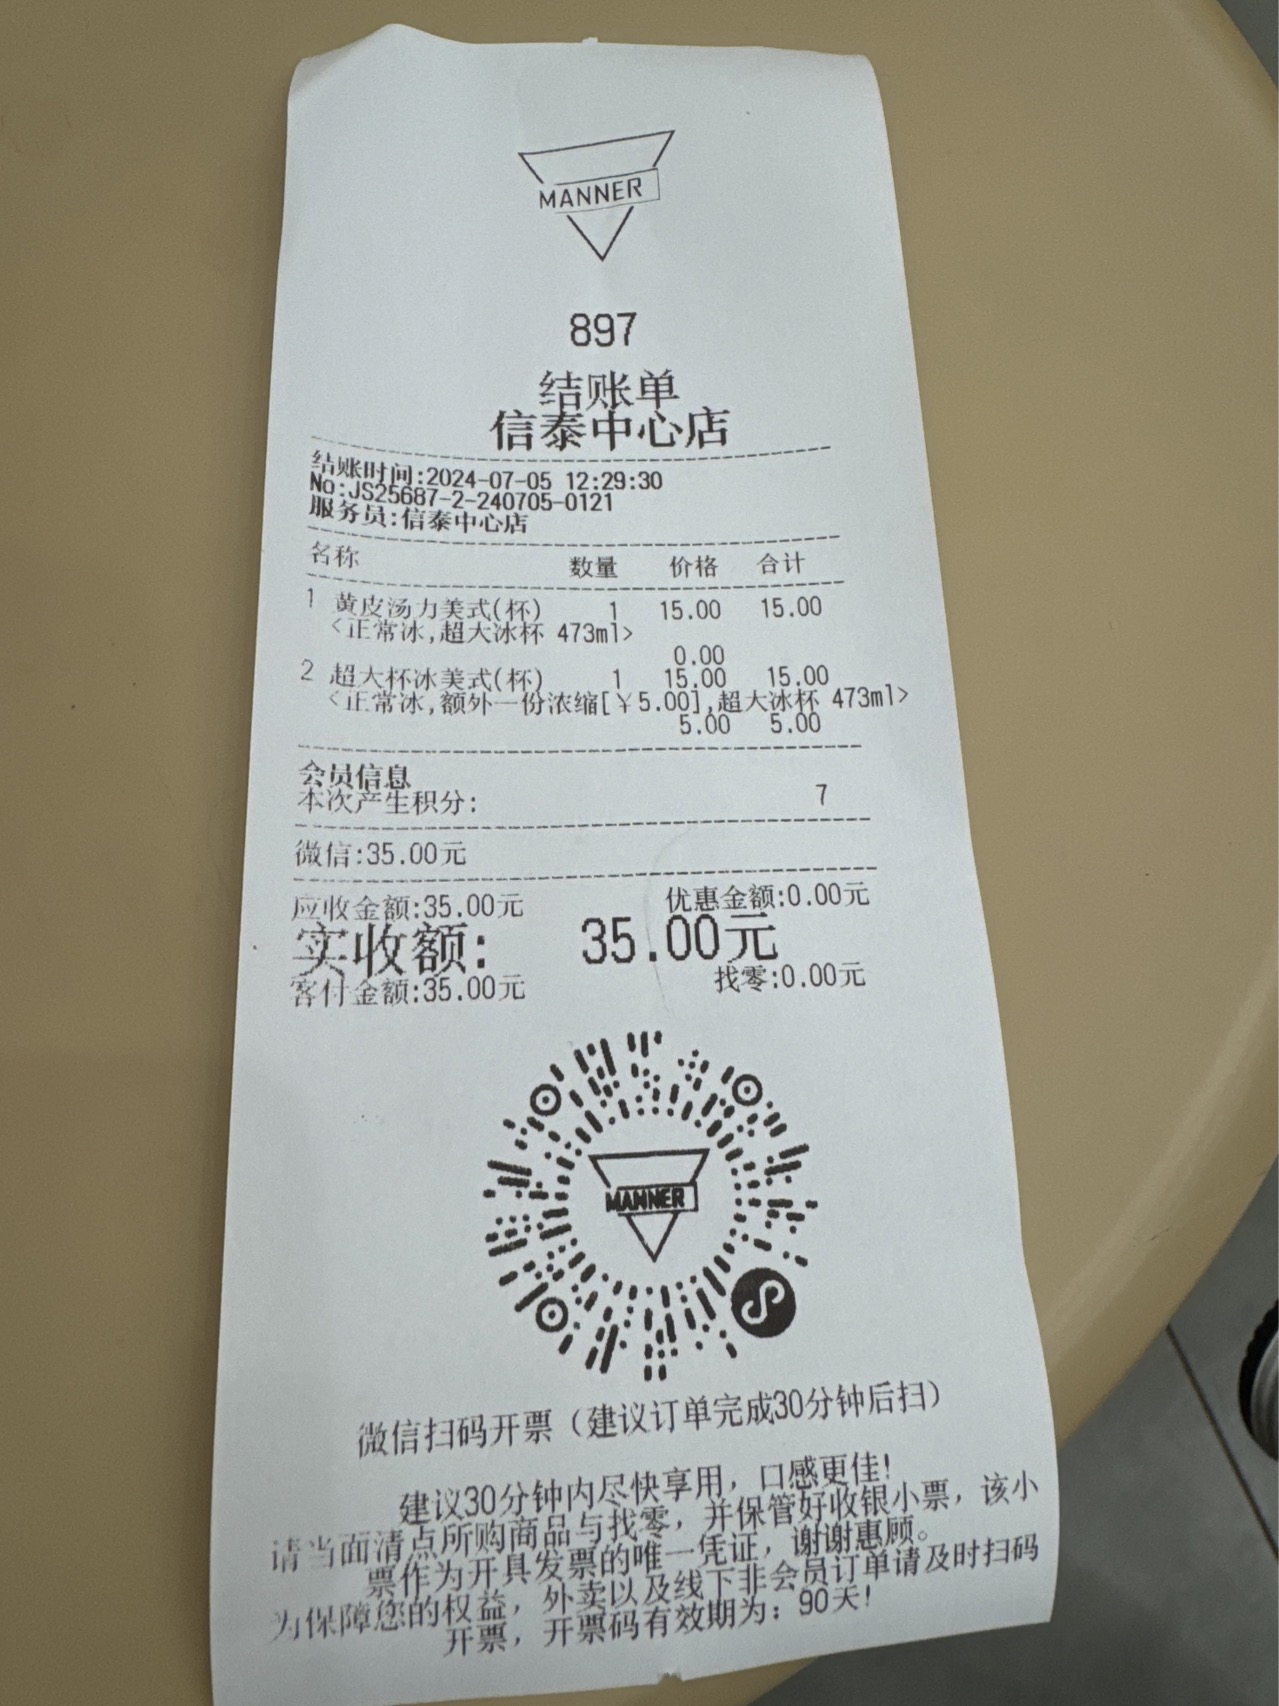 MANNER
897
结账单
信泰中心店
结账时间:2024-07-05 12:29:30
No:JS25687-2-240705-0121
服务员:信泰中心店
名称 数量 价格 合计
1 黄皮汤力美式(杯) 1 15.00 15.00
<正常冰,超大冰杯 473ml>
0.00
2 超大杯冰美式(杯) 1 15.00 15.00
<正常冰,额外一份浓缩[￥5.00],超大冰杯 473ml>
5.00 5.00
会员信息
本次产生积分: 7
微信:35.00元
应收金额:35.00元 优惠金额:0.00元
实收额: 35.00元
客付金额:35.00元 找零:0.00元
MANNER
微信扫码开票（建议订单完成30分钟后扫）
建议30分钟内尽快享用，口感更佳!
请当面清点所购商品与找零，并保管好收银小票，该小
票作为开具发票的唯一凭证，谢谢惠顾。
为保障您的权益，外卖以及线下非会员订单请及时扫码
开票，开票码有效期为：90天!